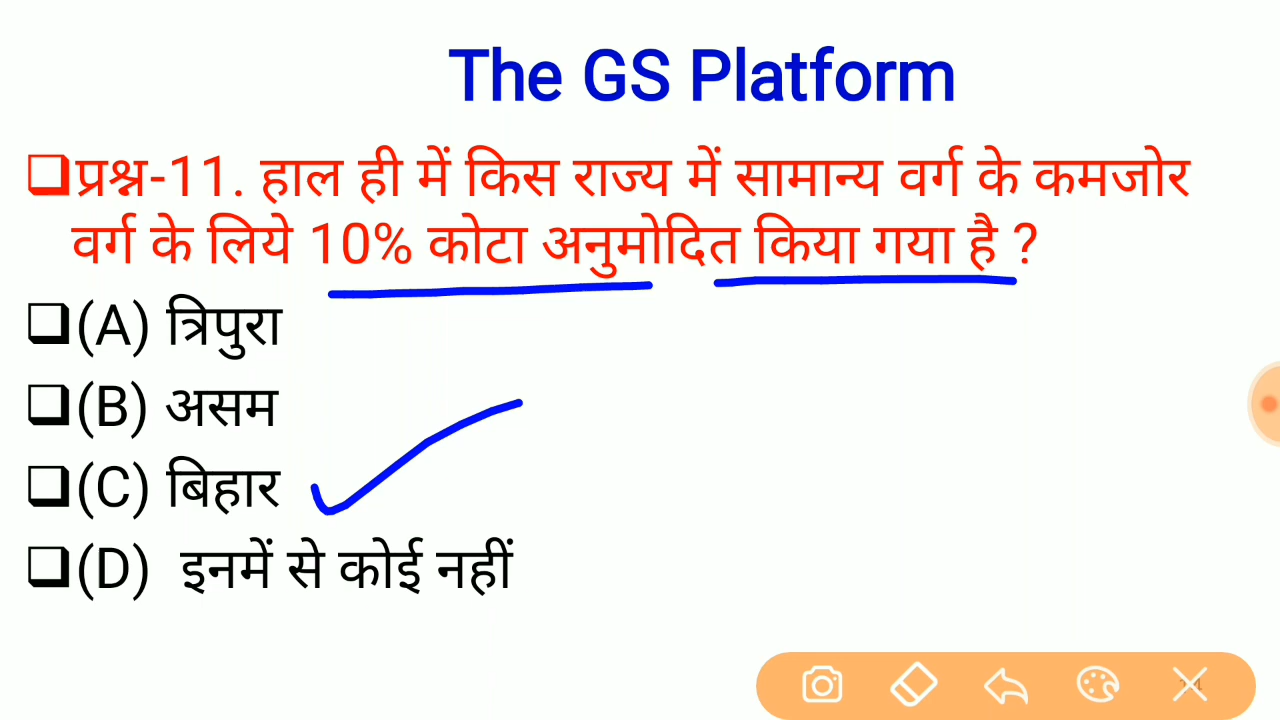 The GS Platform
प्रश्न-11. हाल ही में किस राज्य में सामान्य वर्ग के कमजोर
वर्ग के लिये 10% कोटा अनुमोदित किया गया है ?
(A) त्रिपुरा
(B) असम
(C) बिहार
(D) इनमें से कोई नहीं